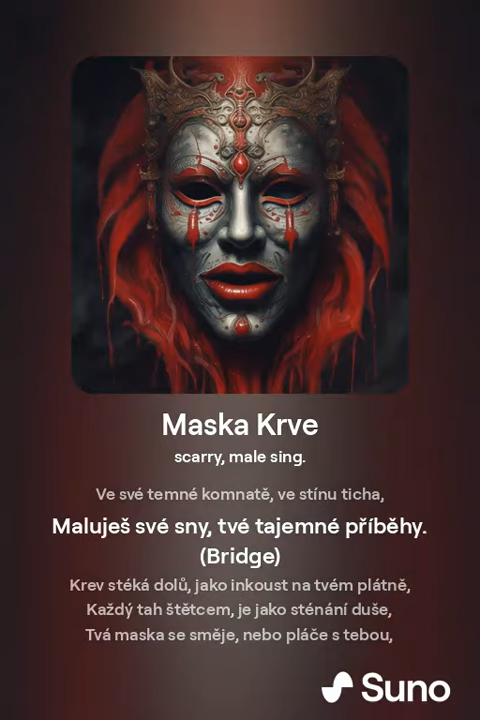 Maska Krve
scarry, male sing.
Ve své temné komnatě, ve stínu ticha,
Maluješ své sny, tvé tajemné příběhy.
(Bridge)
Krev stéká dolů, jako inkoust na tvém plátně,
Každý tah štětcem, je jako sténání duše,
Tvá maska se směje, nebo pláče s tebou,
Suno